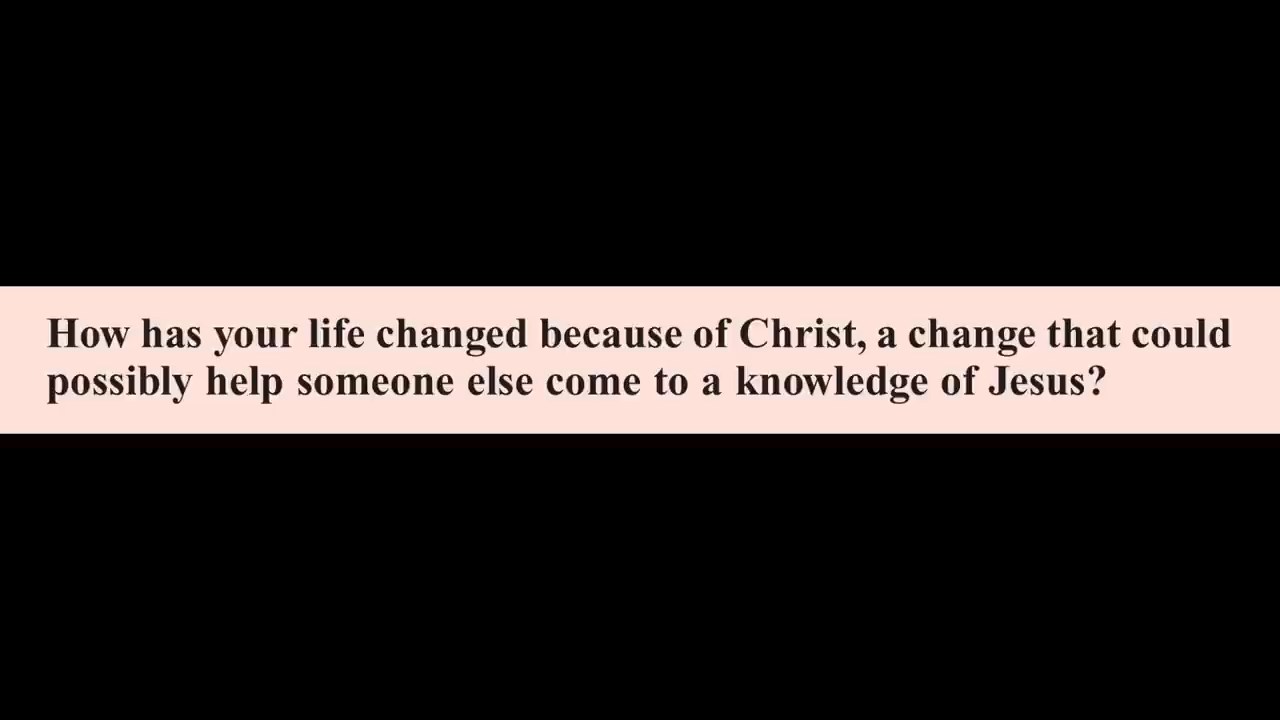 How has your life changed because of Christ, a change that could
possibly help someone else come to a knowledge of Jesus?